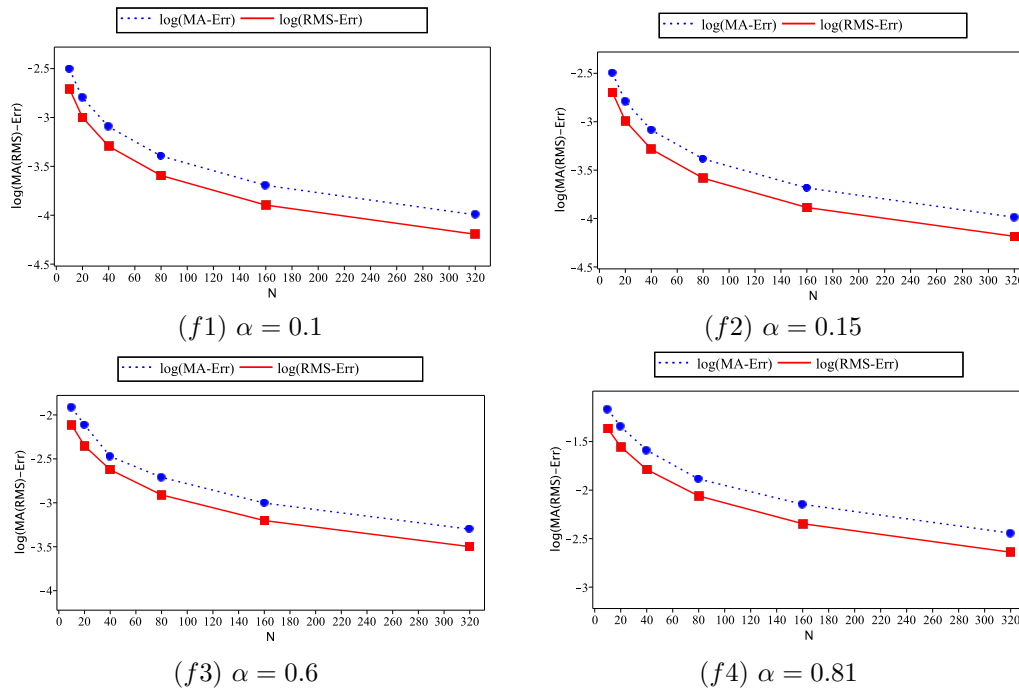 log(MA-Err) log(RMS-Err)
−2.5
−3
−3.5
−4
−4.5
log(MA(RMS)−Err)
0 20 40 60 80 100 120 140 160 180 200 220 240 260 280 300 320
N
(f1) α = 0.1
log(MA-Err) log(RMS-Err)
−2.5
−3
−3.5
−4
−4.5
log(MA(RMS)−Err)
0 20 40 60 80 100 120 140 160 180 200 220 240 260 280 300 320
N
(f2) α = 0.15
log(MA-Err) log(RMS-Err)
−2
−2.5
−3
−3.5
−4
log(MA(RMS)−Err)
0 20 40 60 80 100 120 140 160 180 200 220 240 260 280 300 320
N
(f3) α = 0.6
log(MA-Err) log(RMS-Err)
−1.5
−2
−2.5
−3
log(MA(RMS)−Err)
0 20 40 60 80 100 120 140 160 180 200 220 240 260 280 300 320
N
(f4) α = 0.81